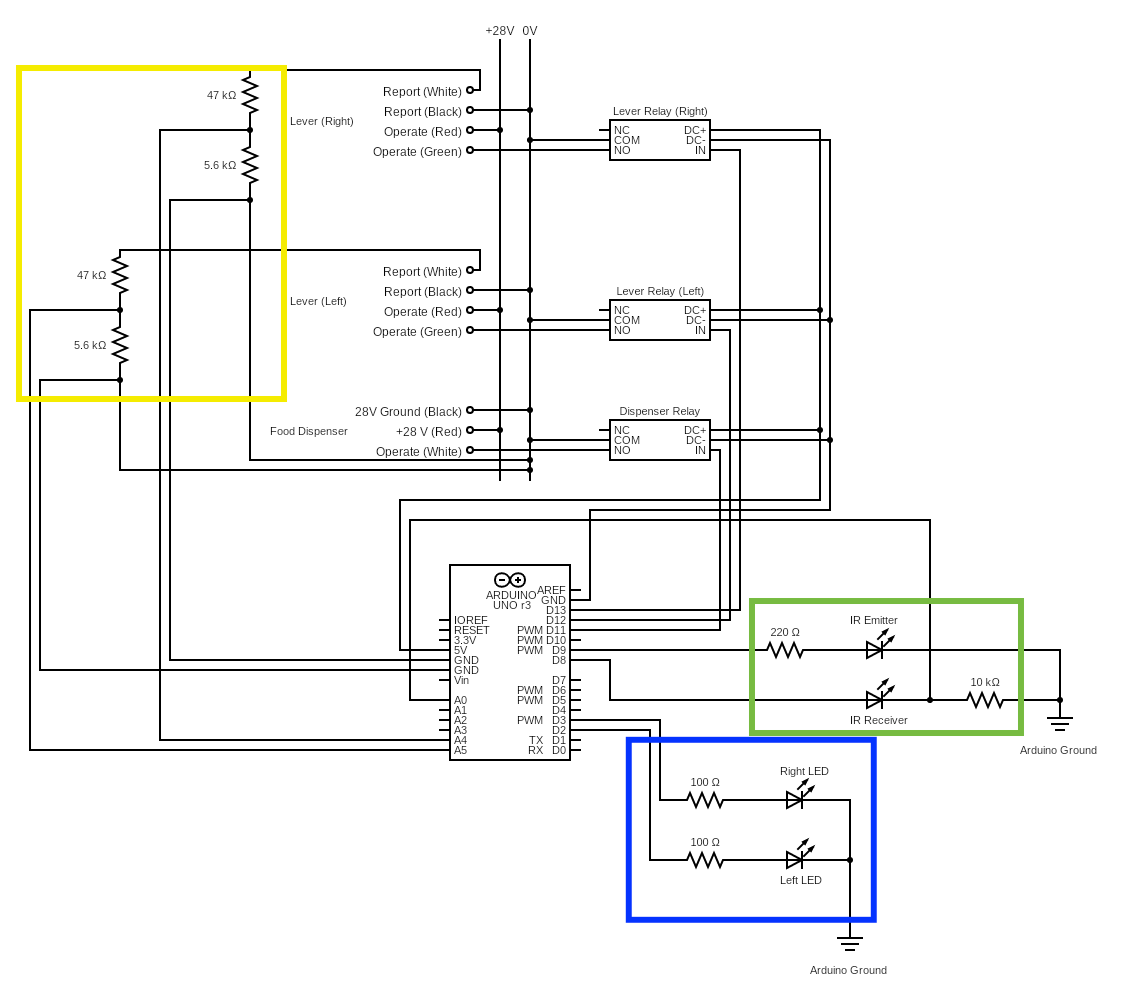 +28V 0V
47 kΩ
5.6 kΩ
Lever (Right)
Report (White)
Report (Black)
Operate (Red)
Operate (Green)
Lever Relay (Right)
NC DC+
COM DC-
NO IN
47 kΩ
5.6 kΩ
Lever (Left)
Report (White)
Report (Black)
Operate (Red)
Operate (Green)
Lever Relay (Left)
NC DC+
COM DC-
NO IN
Food Dispenser
28V Ground (Black)
+28 V (Red)
Operate (White)
Dispenser Relay
NC DC+
COM DC-
NO IN
ARDUINO
UNO r3
AREF
GND
D13
IOREF D12
RESET PWM D11
3.3V PWM D10
5V PWM D9
GND D8
GND
Vin D7
PWM D6
A0 PWM D5
A1 D4
A2 PWM D3
A3 D2
A4 TX D1
A5 RX D0
IR Emitter
220 Ω
10 kΩ
IR Receiver
Arduino Ground
Right LED
100 Ω
100 Ω
Left LED
Arduino Ground